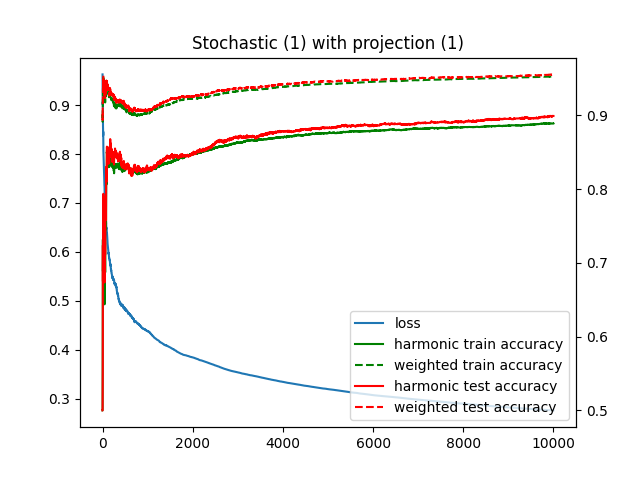 Stochastic (1) with projection (1)
0.9
0.8
0.7
0.6
0.5
0.4
0.3
0.9
0.8
0.7
0.6
0.5
loss
harmonic train accuracy
weighted train accuracy
harmonic test accuracy
weighted test accuracy
0 2000 4000 6000 8000 10000